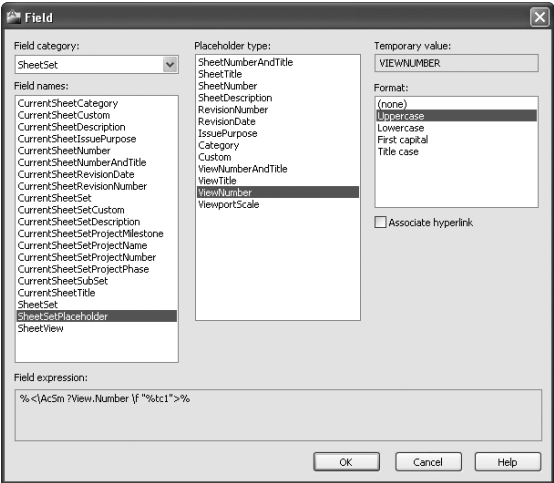 Field
Field category:
SheetSet
Field names:
CurrentSheetCategory
CurrentSheetCustom
CurrentSheetDescription
CurrentSheetIssuePurpose
CurrentSheetNumber
CurrentSheetNumberAndTitle
CurrentSheetRevisionDate
CurrentSheetRevisionNumber
CurrentSheetSet
CurrentSheetSetCustom
CurrentSheetSetDescription
CurrentSheetSetProjectMilestone
CurrentSheetSetProjectName
CurrentSheetSetProjectNumber
CurrentSheetSetProjectPhase
CurrentSheetSubSet
CurrentSheetTitle
SheetSet
SheetSetPlaceholder
SheetView
Placeholder type:
SheetNumberAndTitle
SheetTitle
SheetNumber
SheetDescription
RevisionNumber
RevisionDate
IssuePurpose
Category
Custom
ViewNumberAndTitle
ViewTitle
ViewNumber
ViewportScale
Temporary value:
VIEWNUMBER
Format:
(none)
Uppercase
Lowercase
First capital
Title case
Associate hyperlink
Field expression:
%<\AcSm ?View.Number \f "%tc1">%
OK
Cancel
Help